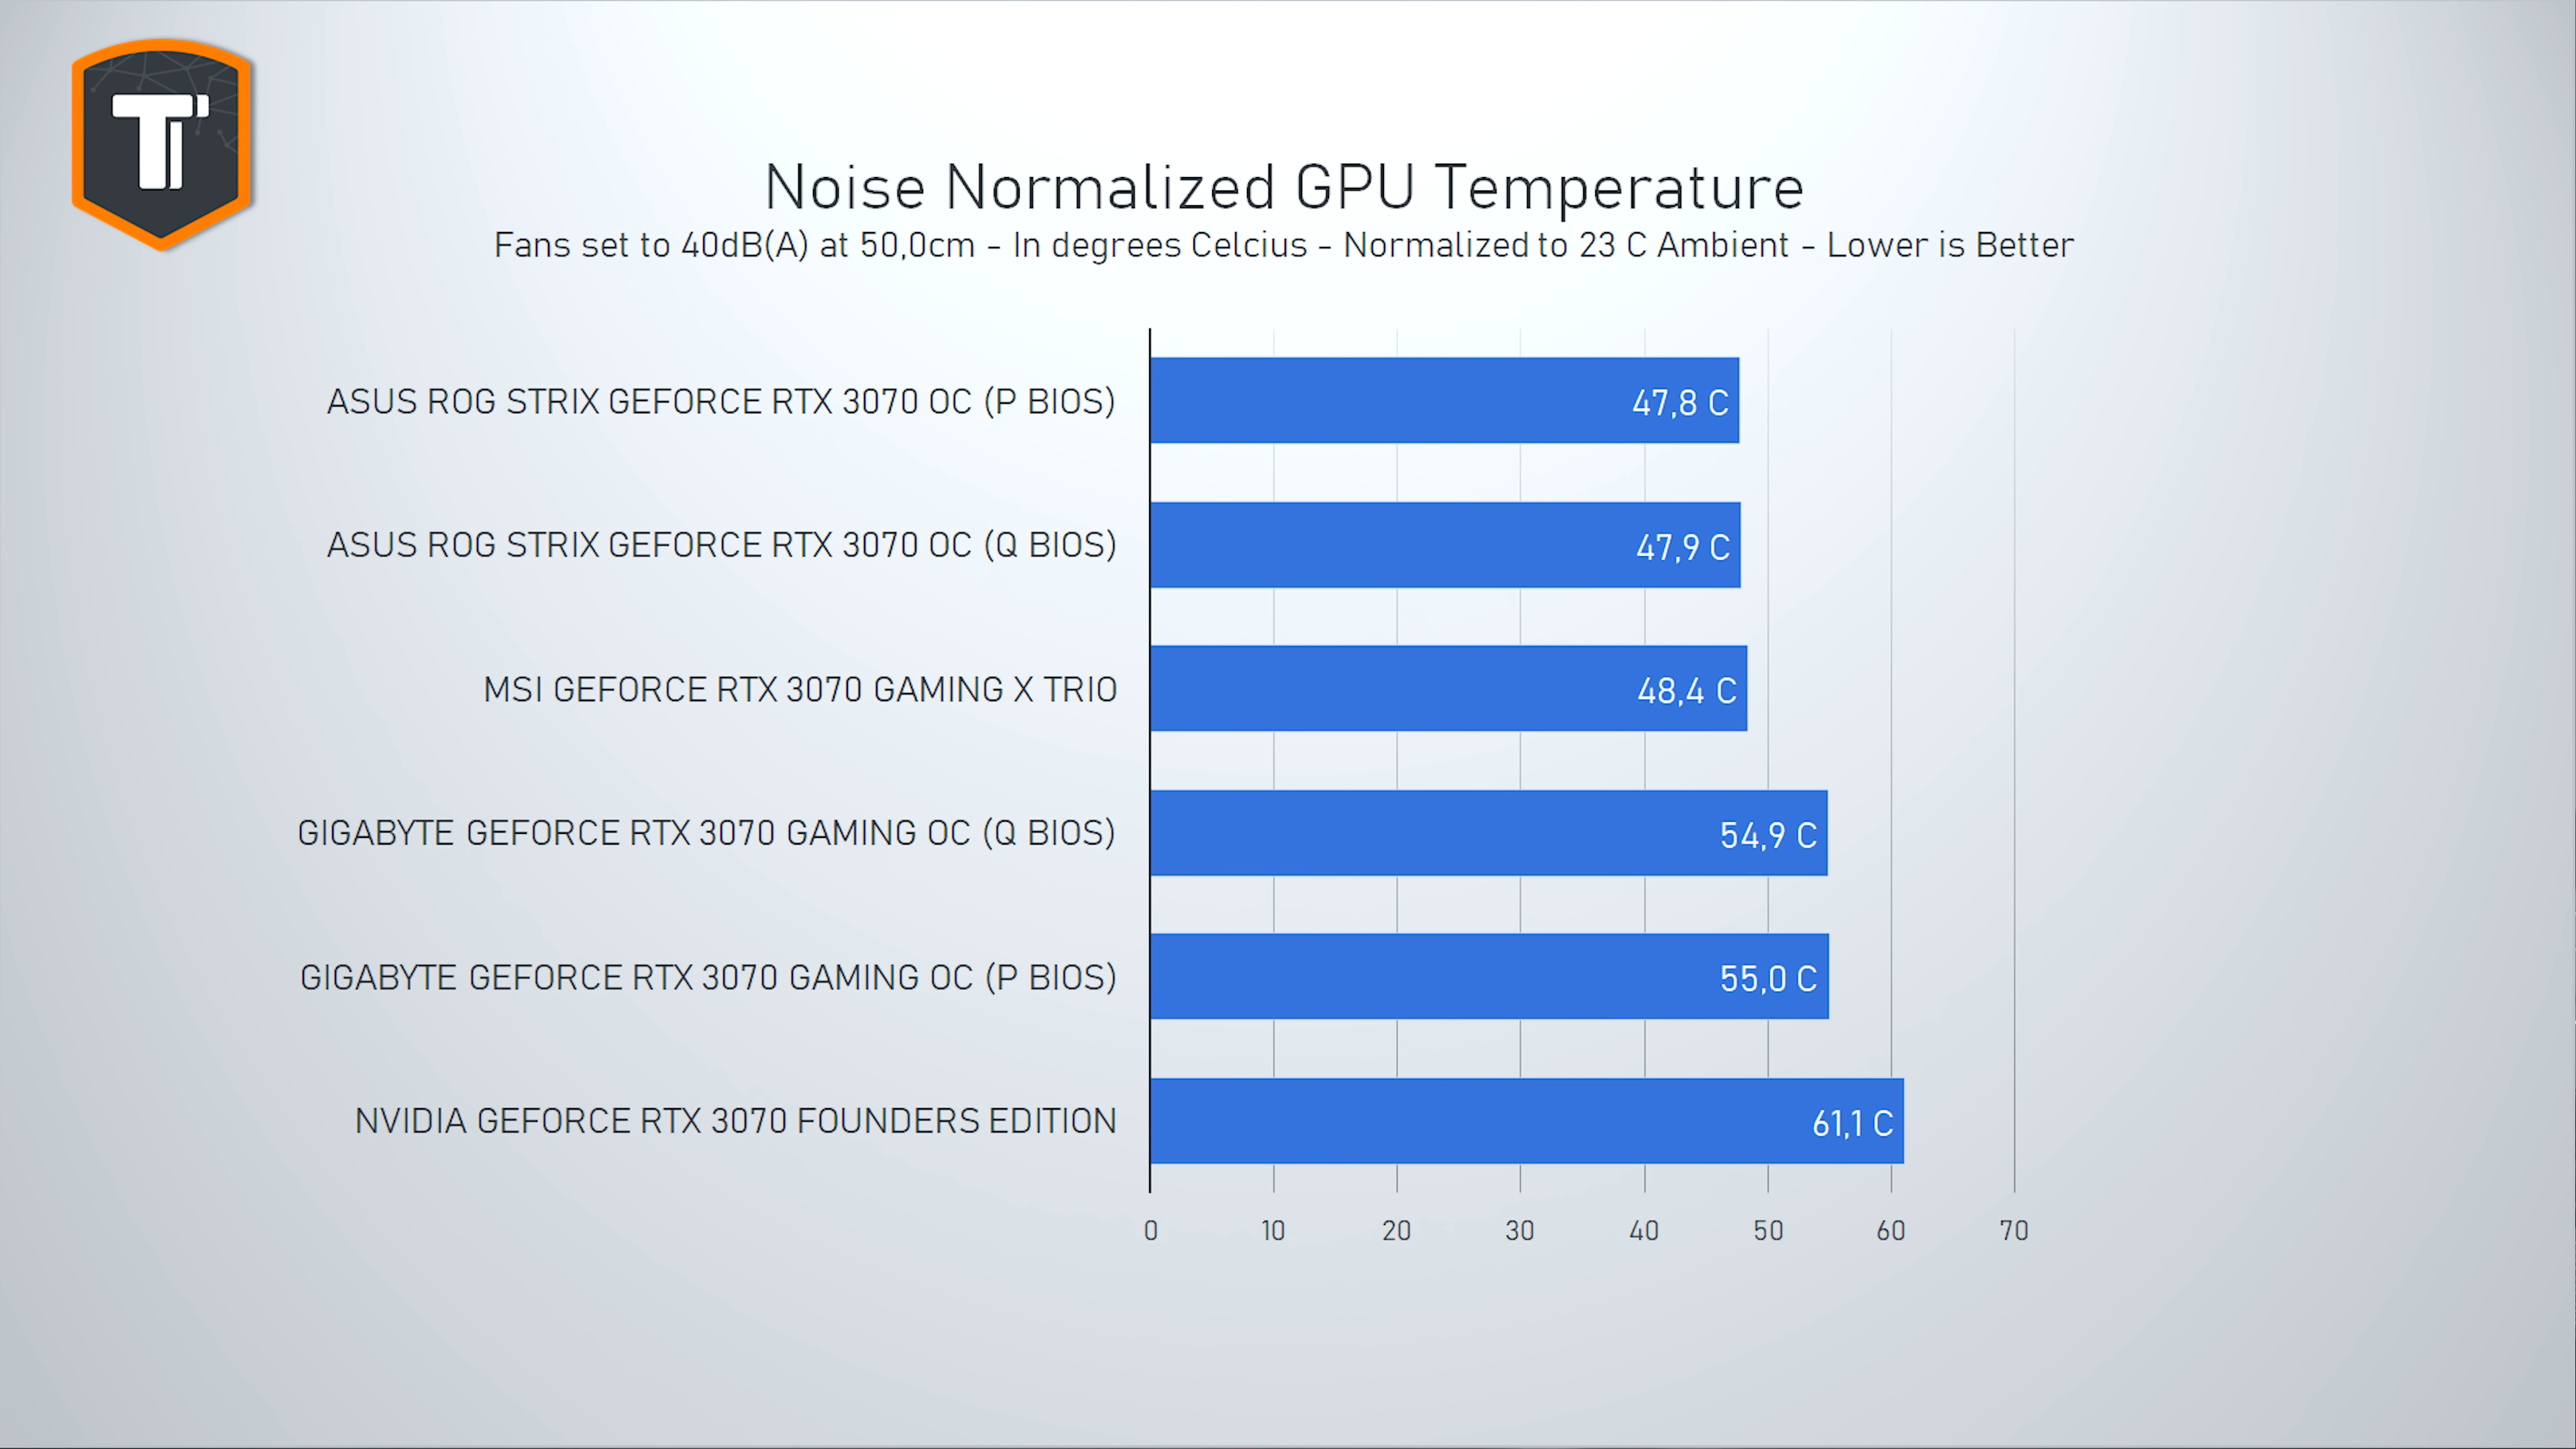 T
Noise Normalized GPU Temperature
Fans set to 40dB(A) at 50,0cm - In degrees Celcius - Normalized to 23 C Ambient - Lower is Better
ASUS ROG STRIX GEFORCE RTX 3070 OC (P BIOS) 47,8 C
ASUS ROG STRIX GEFORCE RTX 3070 OC (Q BIOS) 47,9 C
MSI GEFORCE RTX 3070 GAMING X TRIO 48,4 C
GIGABYTE GEFORCE RTX 3070 GAMING OC (Q BIOS) 54,9 C
GIGABYTE GEFORCE RTX 3070 GAMING OC (P BIOS) 55,0 C
NVIDIA GEFORCE RTX 3070 FOUNDERS EDITION 61,1 C
0 10 20 30 40 50 60 70